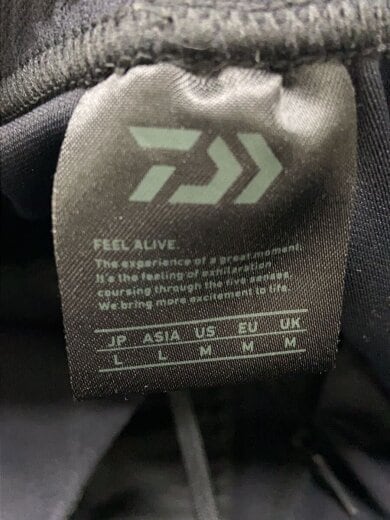 FEEL ALIVE.
The experience of a great moment.
It's the feeling of exhilaration
coursing through the five senses.
We bring more excitement to life.
JP ASIA US EU UK
L L M M M